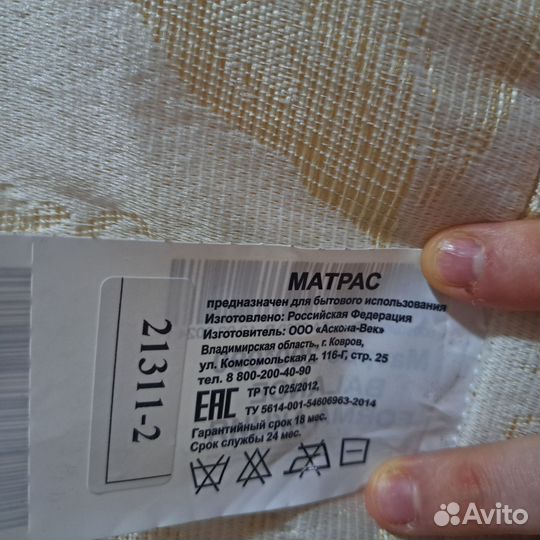 МАТРАС
предназначен для бытового использования
Изготовлено: Российская Федерация
Изготовитель: ООО «Аскона-Век»
Владимирская область, г. Ковров,
ул. Комсомольская д. 116-Г, стр. 25
тел. 8 800-200-40-90
EAC
ТР ТС 025/2012,
ТУ 5614-001-54606963-2014
Гарантийный срок 18 мес.
Срок службы 24 мес.
21311-2
Avito